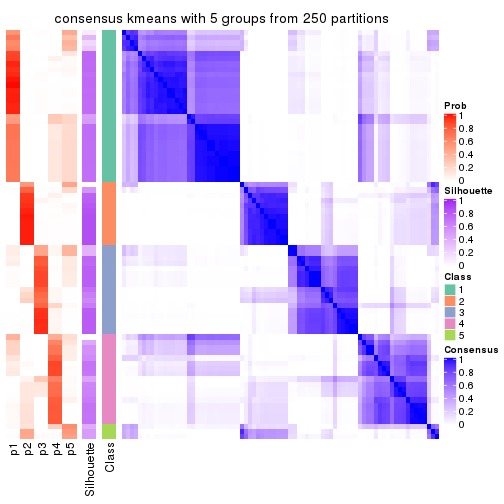 consensus kmeans with 5 groups from 250 partitions
Prob
1
0.8
0.6
0.4
0.2
0
Silhouette
1
0.8
0.6
0.4
0.2
0
Class
1
2
3
4
5
Consensus
1
0.8
0.6
0.4
0.2
0
p1
p2
p3
p4
p5
Silhouette
Class